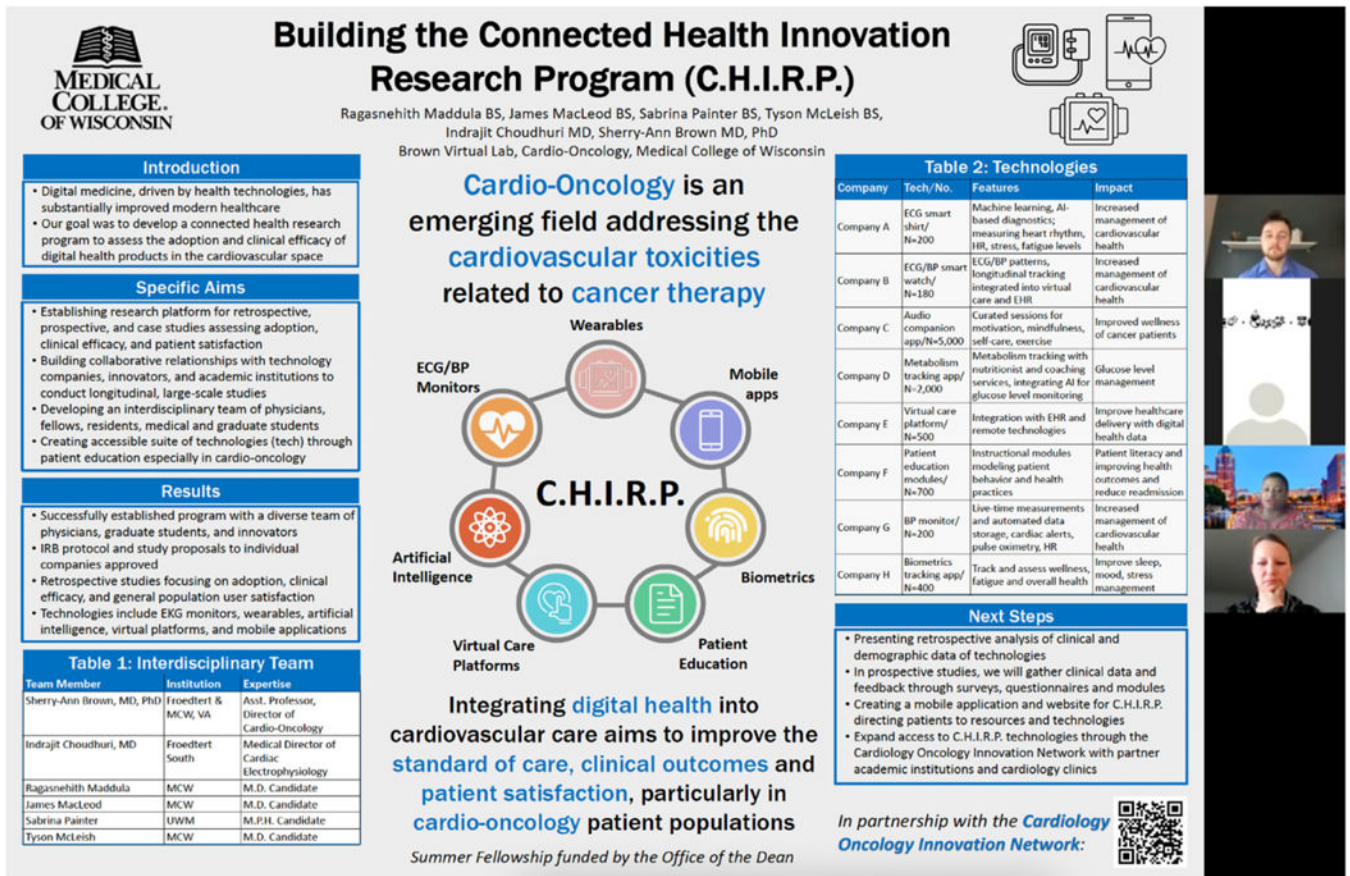 MEDICAL
COLLEGE.
OF WISCONSIN
Building the Connected Health Innovation
Research Program (C.H.I.R.P.)
Ragasnehith Maddula BS, James MacLeod BS, Sabrina Painter BS, Tyson McLeish BS,
Indrajit Choudhuri MD, Sherry-Ann Brown MD, PhD
Brown Virtual Lab, Cardio-Oncology, Medical College of Wisconsin
Introduction
• Digital medicine, driven by health technologies, has
substantially improved modern healthcare
• Our goal was to develop a connected health research
program to assess the adoption and clinical efficacy of
digital health products in the cardiovascular space
Specific Aims
• Establishing research platform for retrospective,
prospective, and case studies assessing adoption,
clinical efficacy, and patient satisfaction
• Building collaborative relationships with technology
companies, innovators, and academic institutions to
conduct longitudinal, large-scale studies
• Developing an interdisciplinary team of physicians,
fellows, residents, medical and graduate students
• Creating accessible suite of technologies (tech) through
patient education especially in cardio-oncology
Results
• Successfully established program with a diverse team of
physicians, graduate students, and innovators
• IRB protocol and study proposals to individual
companies approved
• Retrospective studies focusing on adoption, clinical
efficacy, and general population user satisfaction
• Technologies include EKG monitors, wearables, artificial
intelligence, virtual platforms, and mobile applications
Table 1: Interdisciplinary Team
Team Member Institution Expertise
Sherry-Ann Brown, MD, PhD Froedtert & Asst. Professor,
MCW, VA Director of
Cardio-Oncology
Indrajit Choudhuri, MD Froedtert Medical Director of
South Cardiac
Electrophysiology
Ragasnehith Maddula MCW M.D. Candidate
James MacLeod MCW M.D. Candidate
Sabrina Painter UWM M.P.H. Candidate
Tyson McLeish MCW M.D. Candidate
Cardio-Oncology is an
emerging field addressing the
cardiovascular toxicities
related to cancer therapy
Wearables
ECG/BP
Monitors
Mobile
apps
C.H.I.R.P.
Artificial
Intelligence
Biometrics
Virtual Care
Platforms
Patient
Education
Integrating digital health into
cardiovascular care aims to improve the
standard of care, clinical outcomes and
patient satisfaction, particularly in
cardio-oncology patient populations
Summer Fellowship funded by the Office of the Dean
Table 2: Technologies
Company Tech/No. Features Impact
Machine learning, AI-
ECG smart based diagnostics; Increased
Company A shirt/ measuring heart rhythm, management of
N=200 HR, stress, fatigue levels cardiovascular
health
ECG/BP smart ECG/BP patterns, Increased
Company B watch/ longitudinal tracking management of
N=180 integrated into virtual cardiovascular
care and EHR health
Audio Curated sessions for
Company C companion motivation, mindfulness, Improved wellness
app/N=5,000 self-care, exercise of cancer patients
Metabolism Metabolism tracking with
Company D tracking app/ nutritionist and coaching Glucose level
N=2,000 services, integrating AI for management
glucose level monitoring
Virtual care Integration with EHR and Improve healthcare
Company E platform/ remote technologies delivery with digital
N=500 health data
Patient Instructional modules Patient literacy and
Company F education modeling patient improving health
modules/ behavior and health outcomes and
N=700 practices reduce readmission
Live-time measurements Increased
Company G BP monitor/ and automated data management of
N=200 storage, cardiac alerts, cardiovascular
pulse oximetry, HR health
Biometrics Track and assess wellness, Improve sleep,
Company H tracking app/ fatigue and overall health mood, stress
N=400 management
Next Steps
• Presenting retrospective analysis of clinical and
demographic data of technologies
• In prospective studies, we will gather clinical data and
feedback through surveys, questionnaires and modules
• Creating a mobile application and website for C.H.I.R.P.
directing patients to resources and technologies
• Expand access to C.H.I.R.P. technologies through the
Cardiology Oncology Innovation Network with partner
academic institutions and cardiology clinics
In partnership with the Cardiology
Oncology Innovation Network: